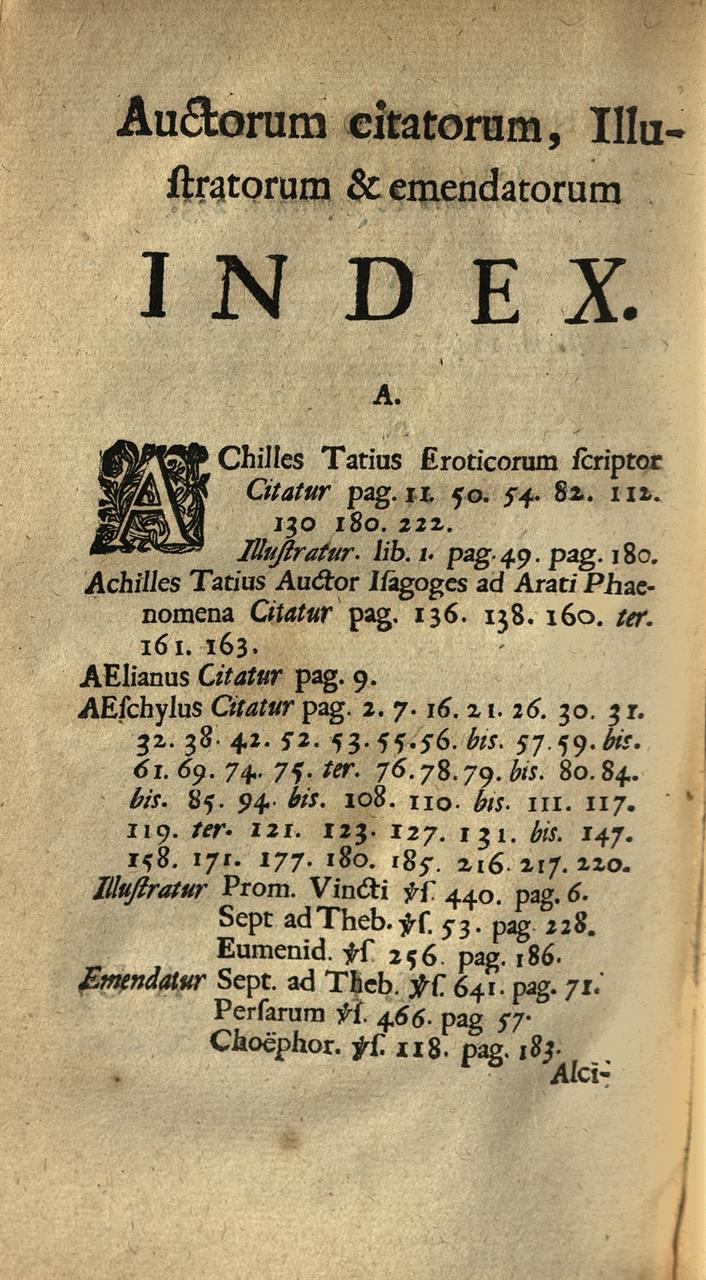 Auctorum citatorum, Illu-
ſtratorum & emendatorum
INDEX.
A.
AChilles Tatius Eroticorum ſcriptor
Citatur pag. 11. 50. 54. 82. 112.
130 180. 222.
Illuſtratur. lib. 1. pag. 49. pag. 180.
Achilles Tatius Auctor Iſagoges ad Arati Phae-
nomena Citatur pag. 136. 138. 160. ter.
161. 163.
AElianus Citatur pag. 9.
AEſchylus Citatur pag. 2. 7. 16. 21. 26. 30. 31.
32. 38. 42. 52. 53. 55. 56. bis. 57. 59. bis.
61. 69. 74. 75. ter. 76. 78. 79. bis. 80. 84.
bis. 85. 94. bis. 108. 110. bis. 111. 117.
119. ter. 121. 123. 127. 131. bis. 147.
158. 171. 177. 180. 185. 216. 217. 220.
Illuſtratur Prom. Vincti ℣ſ. 440. pag. 6.
Sept ad Theb. ℣ſ. 53. pag 228.
Eumenid. ℣ſ 256. pag. 186.
Emendatur Sept. ad Theb. ℣ſ. 641. pag. 71.
Perſarum ℣ſ. 466. pag 57.
Choëphor. ℣ſ. 118. pag. 183.
Alci-